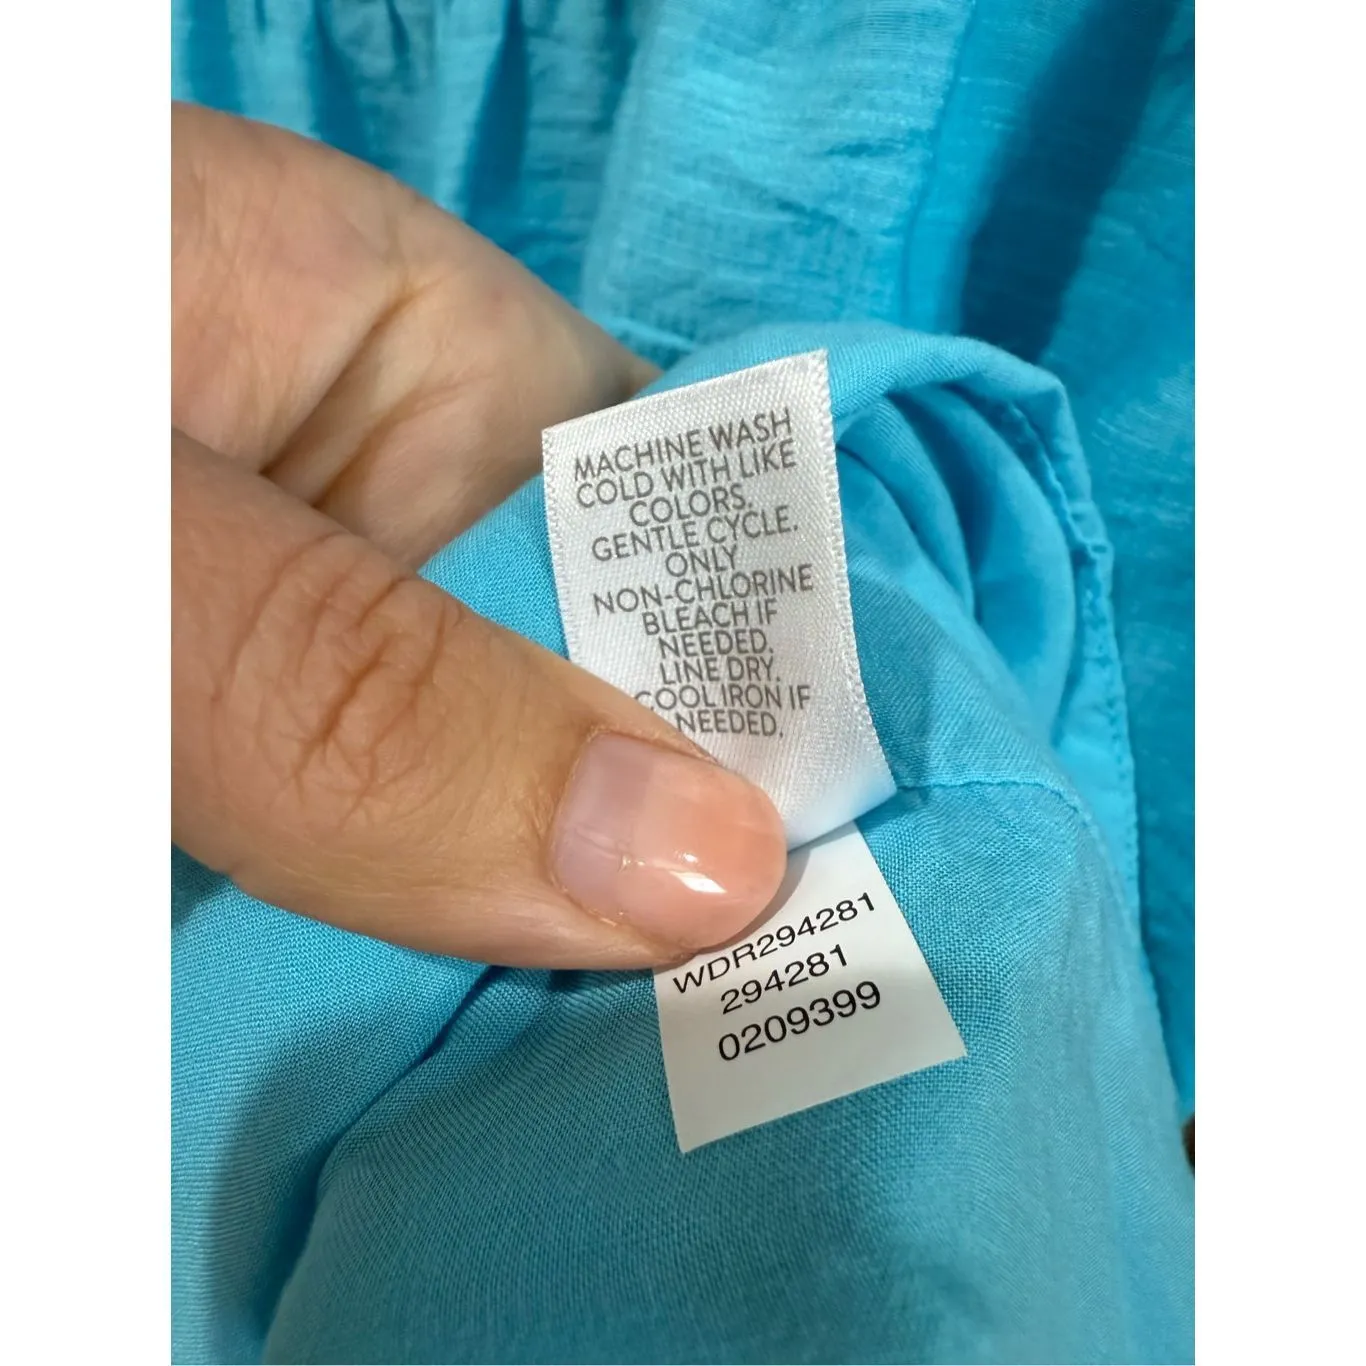 MACHINE WASH
COLD WITH LIKE
COLORS.
GENTLE CYCLE.
ONLY
NON-CHLORINE
BLEACH IF
NEEDED.
LINE DRY.
COOL IRON IF
NEEDED.
WDR294281
294281
0209399